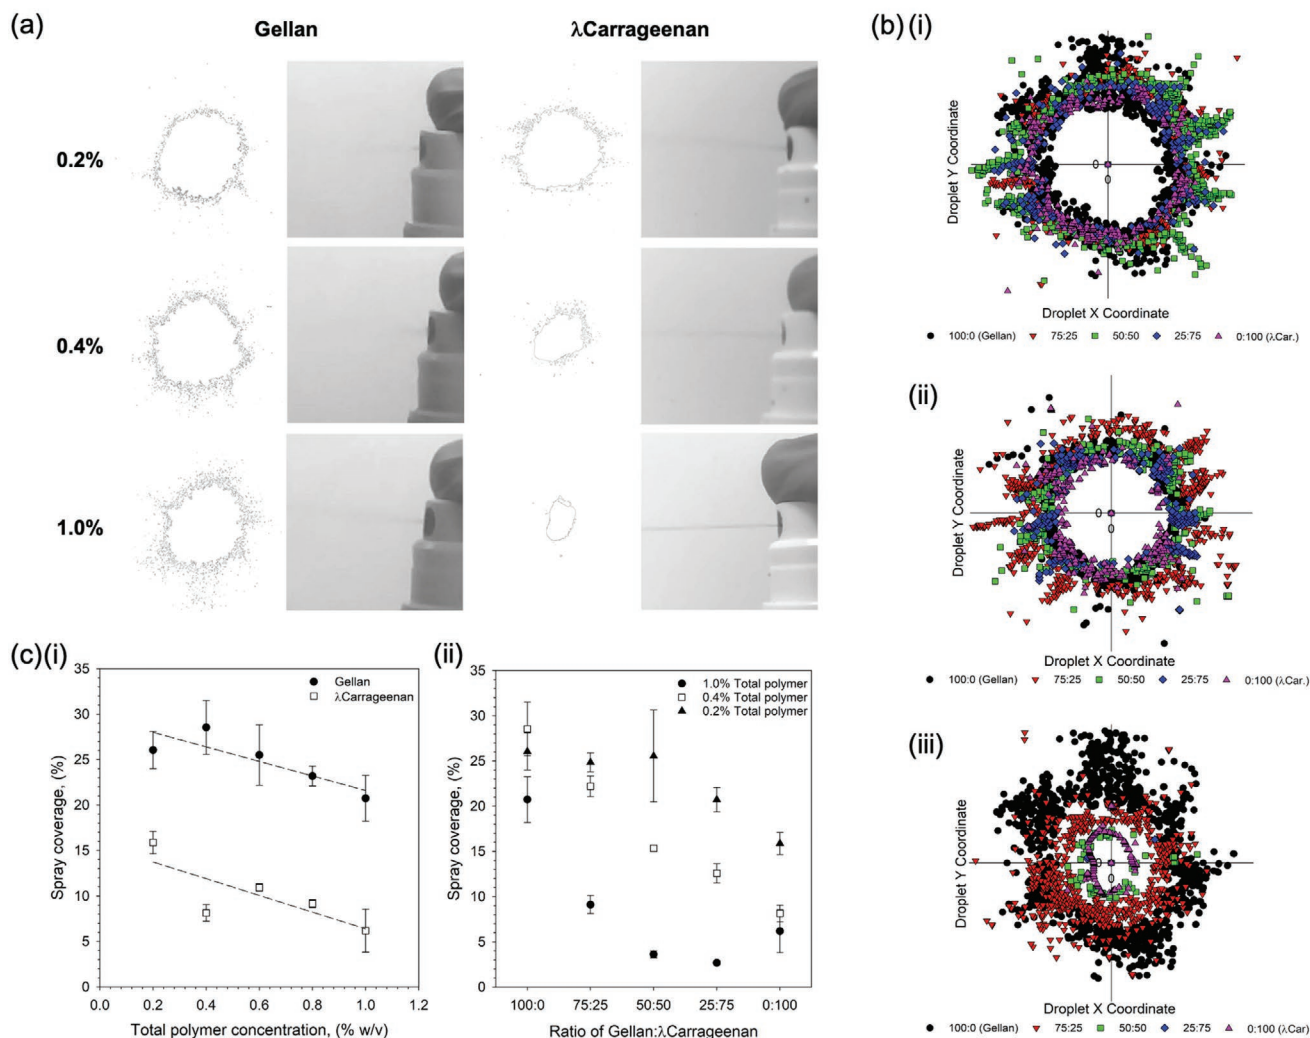 (a)
Gellan
λCarrageenan
0.2%
0.4%
1.0%
(b) (i)
Droplet Y Coordinate
0
0
Droplet X Coordinate
100:0 (Gellan) 75:25 50:50 25:75 0:100 (λCar.)
(ii)
Droplet Y Coordinate
0
0
Droplet X Coordinate
100:0 (Gellan) 75:25 50:50 25:75 0:100 (λCar.)
(iii)
Droplet Y Coordinate
0
0
Droplet X Coordinate
100:0 (Gellan) 75:25 50:50 25:75 0:100 (λCar)
(c)(i)
Spray coverage, (%)
35
30
25
20
15
10
5
0
Gellan
λCarrageenan
0.0 0.2 0.4 0.6 0.8 1.0 1.2
Total polymer concentration, (% w/v)
(ii)
Spray coverage, (%)
35
30
25
20
15
10
5
0
1.0% Total polymer
0.4% Total polymer
0.2% Total polymer
100:0 75:25 50:50 25:75 0:100
Ratio of Gellan:λCarrageenan